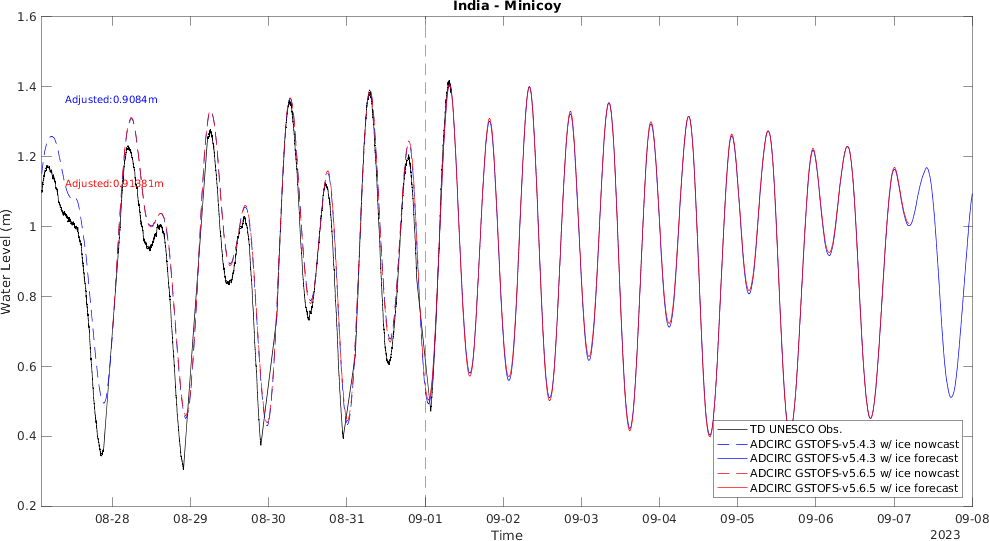 India - Minicoy
1.6
1.4
1.2
1
0.8
0.6
0.4
0.2
Water Level (m)
Adjusted:0.9084m
Adjusted:0.91381m
TD UNESCO Obs.
ADCIRC GSTOFS-v5.4.3 w/ ice nowcast
ADCIRC GSTOFS-v5.4.3 w/ ice forecast
ADCIRC GSTOFS-v5.6.5 w/ ice nowcast
ADCIRC GSTOFS-v5.6.5 w/ ice forecast
08-28 08-29 08-30 08-31 09-01 09-02 09-03 09-04 09-05 09-06 09-07 09-08
2023
Time